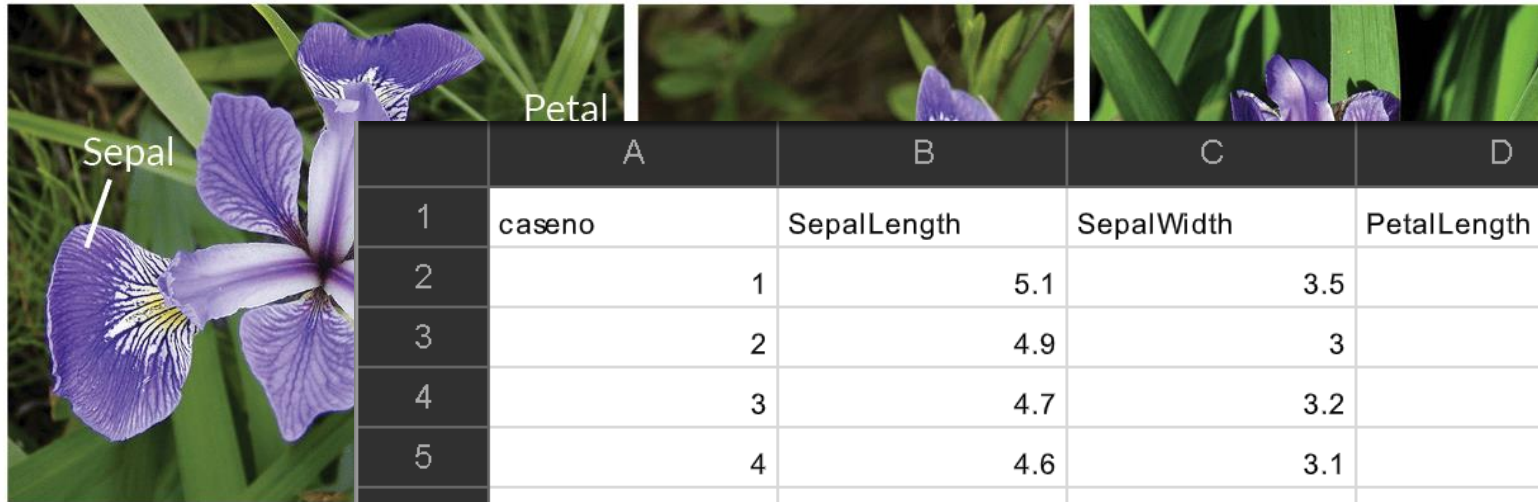 Petal
Sepal
A B C D
1 caseno SepalLength SepalWidth PetalLength
2 1 5.1 3.5
3 2 4.9 3
4 3 4.7 3.2
5 4 4.6 3.1